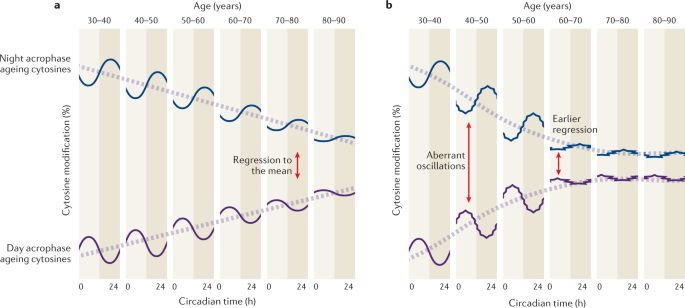 a
Age (years)
30–40 40–50 50–60 60–70 70–80 80–90
Night acrophase
ageing cytosines
Cytosine modification (%)
Regression to
the mean
Day acrophase
ageing cytosines
0 24 0 24 0 24 0 24 0 24 0 24
Circadian time (h)
b
Age (years)
30–40 40–50 50–60 60–70 70–80 80–90
Cytosine modification (%)
Aberrant
oscillations
Earlier
regression
0 24 0 24 0 24 0 24 0 24 0 24
Circadian time (h)